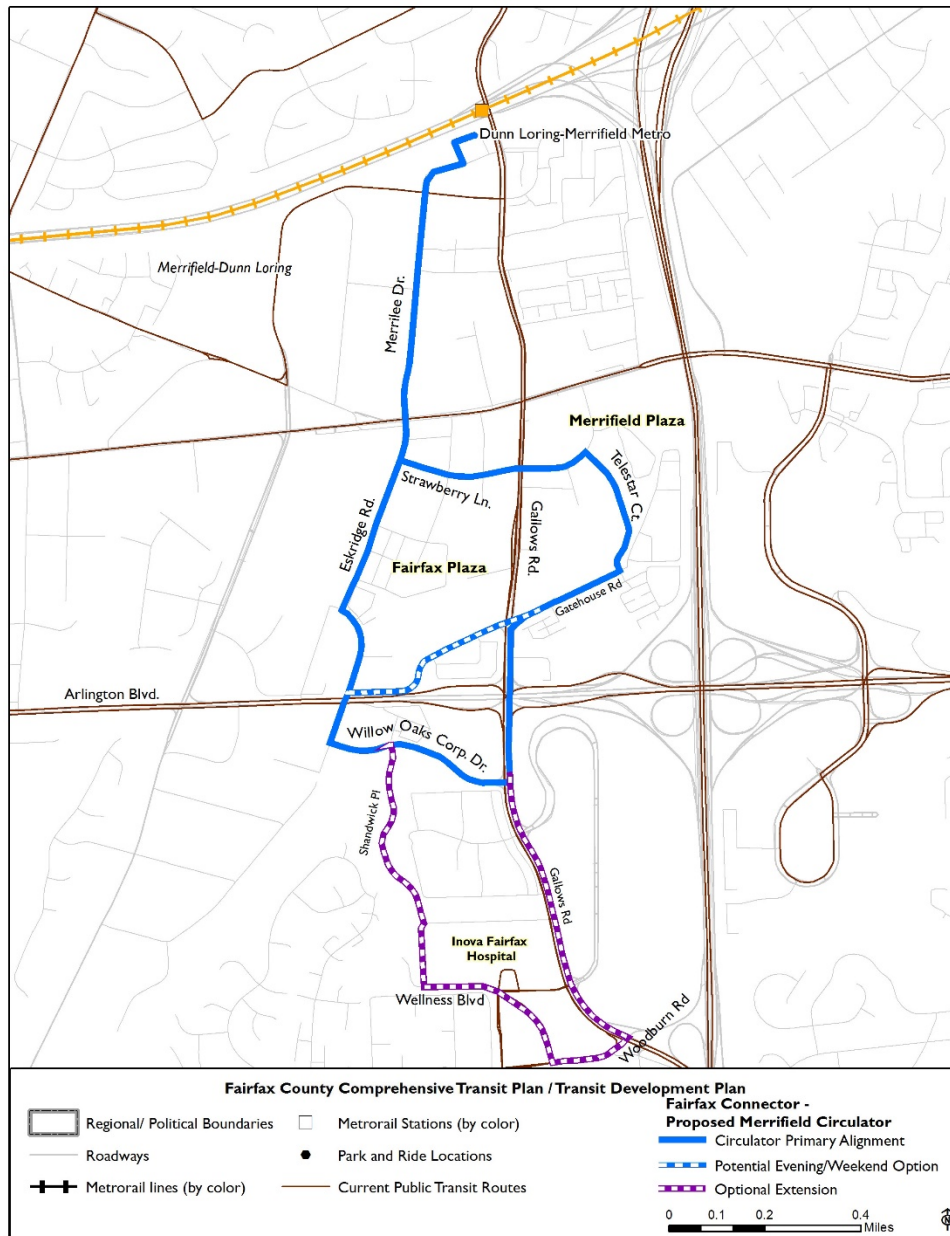 Dunn Loring-Merrifield Metro
Merrifield-Dunn Loring
Merrilee Dr.
Merrifield Plaza
Strawberry Ln.
Telestar Ct.
Eskridge Rd.
Gallows Rd.
Fairfax Plaza
Gatehouse Rd
Arlington Blvd.
Willow Oaks Corp. Dr.
Shandwick Pl
Gallows Rd
Inova Fairfax
Hospital
Wellness Blvd
Woodburn Rd
Fairfax County Comprehensive Transit Plan / Transit Development Plan
Regional/ Political Boundaries
Roadways
Metrorail lines (by color)
Metrorail Stations (by color)
Park and Ride Locations
Current Public Transit Routes
Fairfax Connector -
Proposed Merrifield Circulator
Circulator Primary Alignment
Potential Evening/Weekend Option
Optional Extension
0 0.1 0.2 0.4
Miles